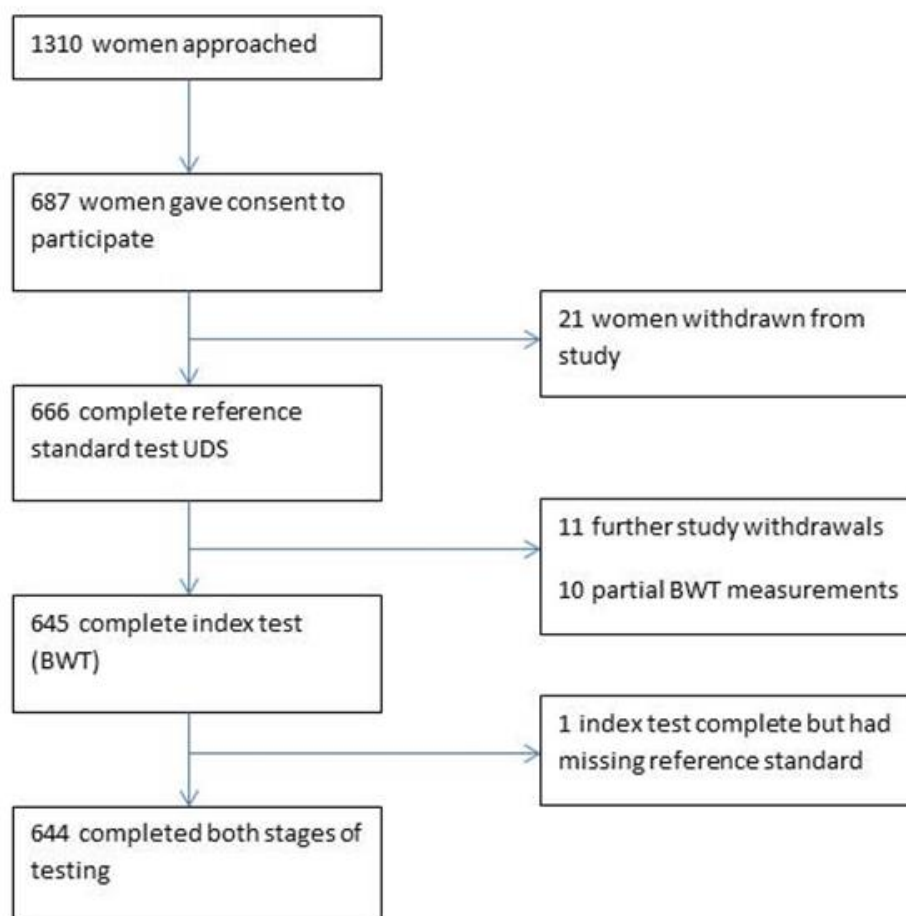 1310 women approached
687 women gave consent to
participate
21 women withdrawn from
study
666 complete reference
standard test UDS
11 further study withdrawals
10 partial BWT measurements
645 complete index test
(BWT)
1 index test complete but had
missing reference standard
644 completed both stages of
testing